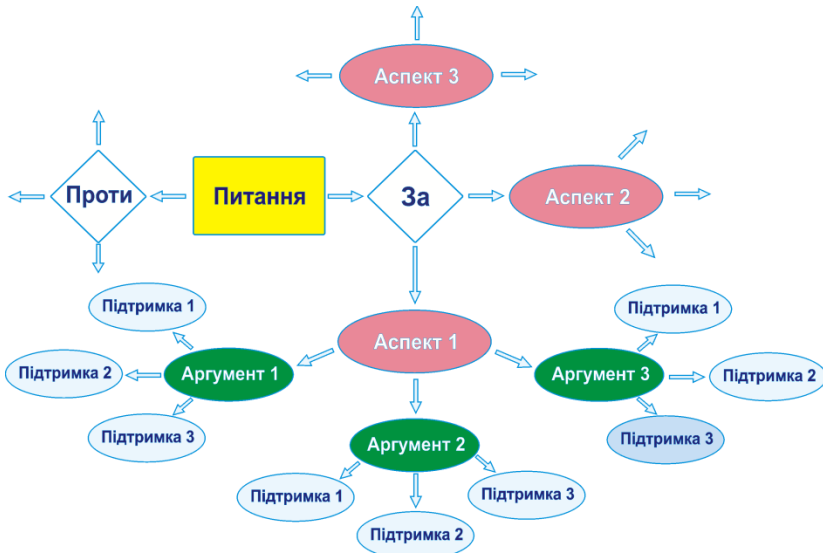 Аспект 3
Проти
Питання
За
Аспект 2
Підтримка 1
Підтримка 1
Аспект 1
Підтримка 2
Аргумент 1
Аргумент 3
Підтримка 2
Підтримка 3
Аргумент 2
Підтримка 3
Підтримка 1
Підтримка 3
Підтримка 2